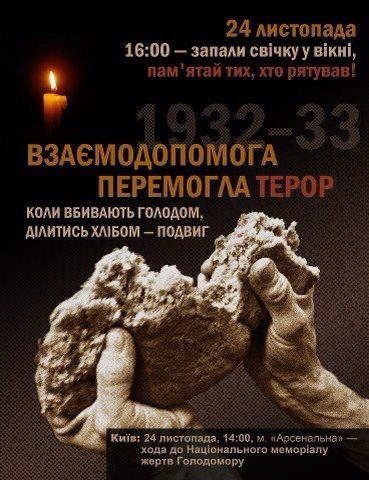 24 листопада
16:00 — запали свічку у вікні,
пам'ятай тих, хто рятував!
1932–33
ВЗАЄМОДОПОМОГА
ПЕРЕМОГЛА ТЕРОР
КОЛИ ВБИВАЮТЬ ГОЛОДОМ,
ДІЛИТИСЬ ХЛІБОМ — ПОДВИГ
Київ: 24 листопада, 14:00, м. «Арсенальна» —
хода до Національного меморіалу
жертв Голодомору